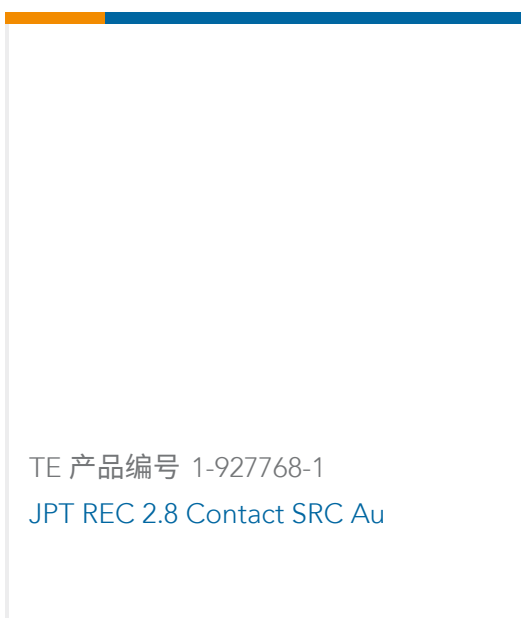 TE 产品编号 1-927768-1
JPT REC 2.8 Contact SRC Au